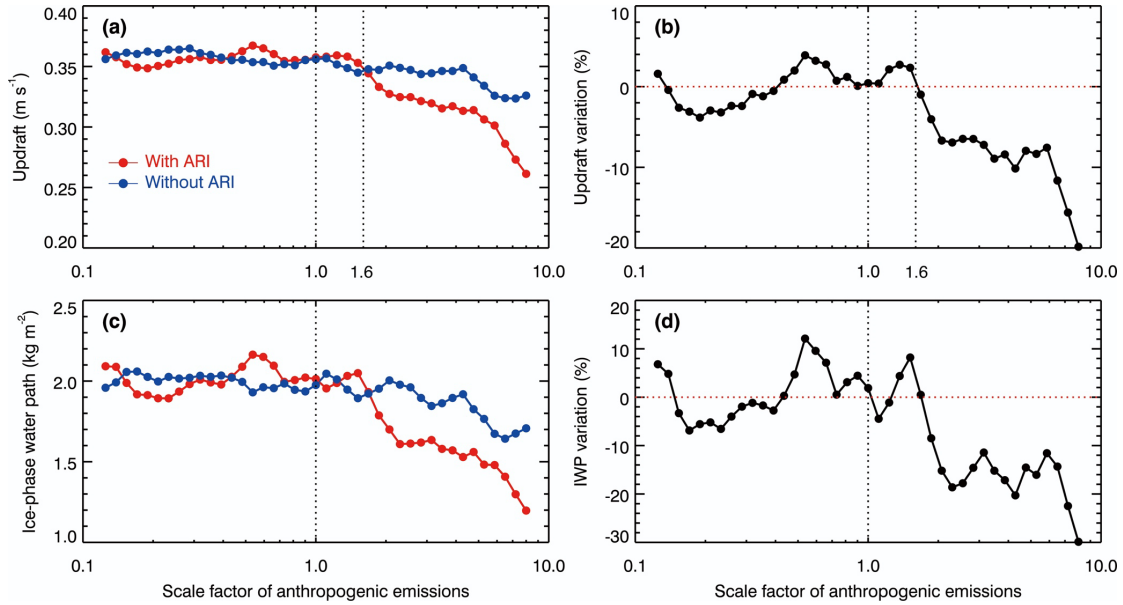 (a)
Updraft (m s⁻¹)
0.40
0.35
0.30
0.25
0.20
With ARI
Without ARI
0.1
1.0
1.6
10.0
(b)
Updraft variation (%)
10
0
-10
-20
0.1
1.0
1.6
10.0
(c)
Ice-phase water path (kg m⁻²)
2.5
2.0
1.5
1.0
0.1
1.0
10.0
Scale factor of anthropogenic emissions
(d)
IWP variation (%)
20
10
0
-10
-20
-30
0.1
1.0
10.0
Scale factor of anthropogenic emissions